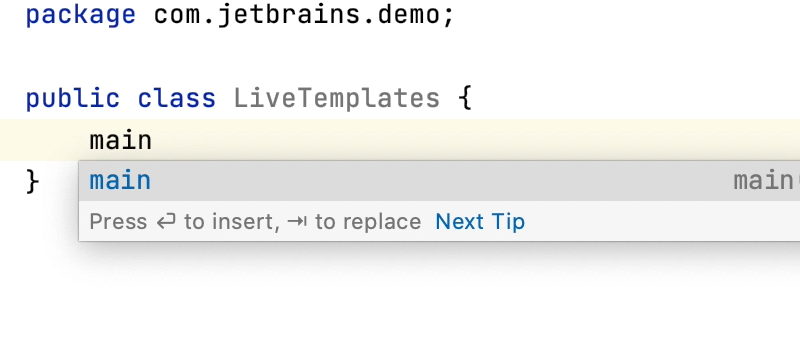 package com.jetbrains.demo;
public class LiveTemplates {
main
} main main(
Press ↵ to insert, ⇥ to replace Next Tip